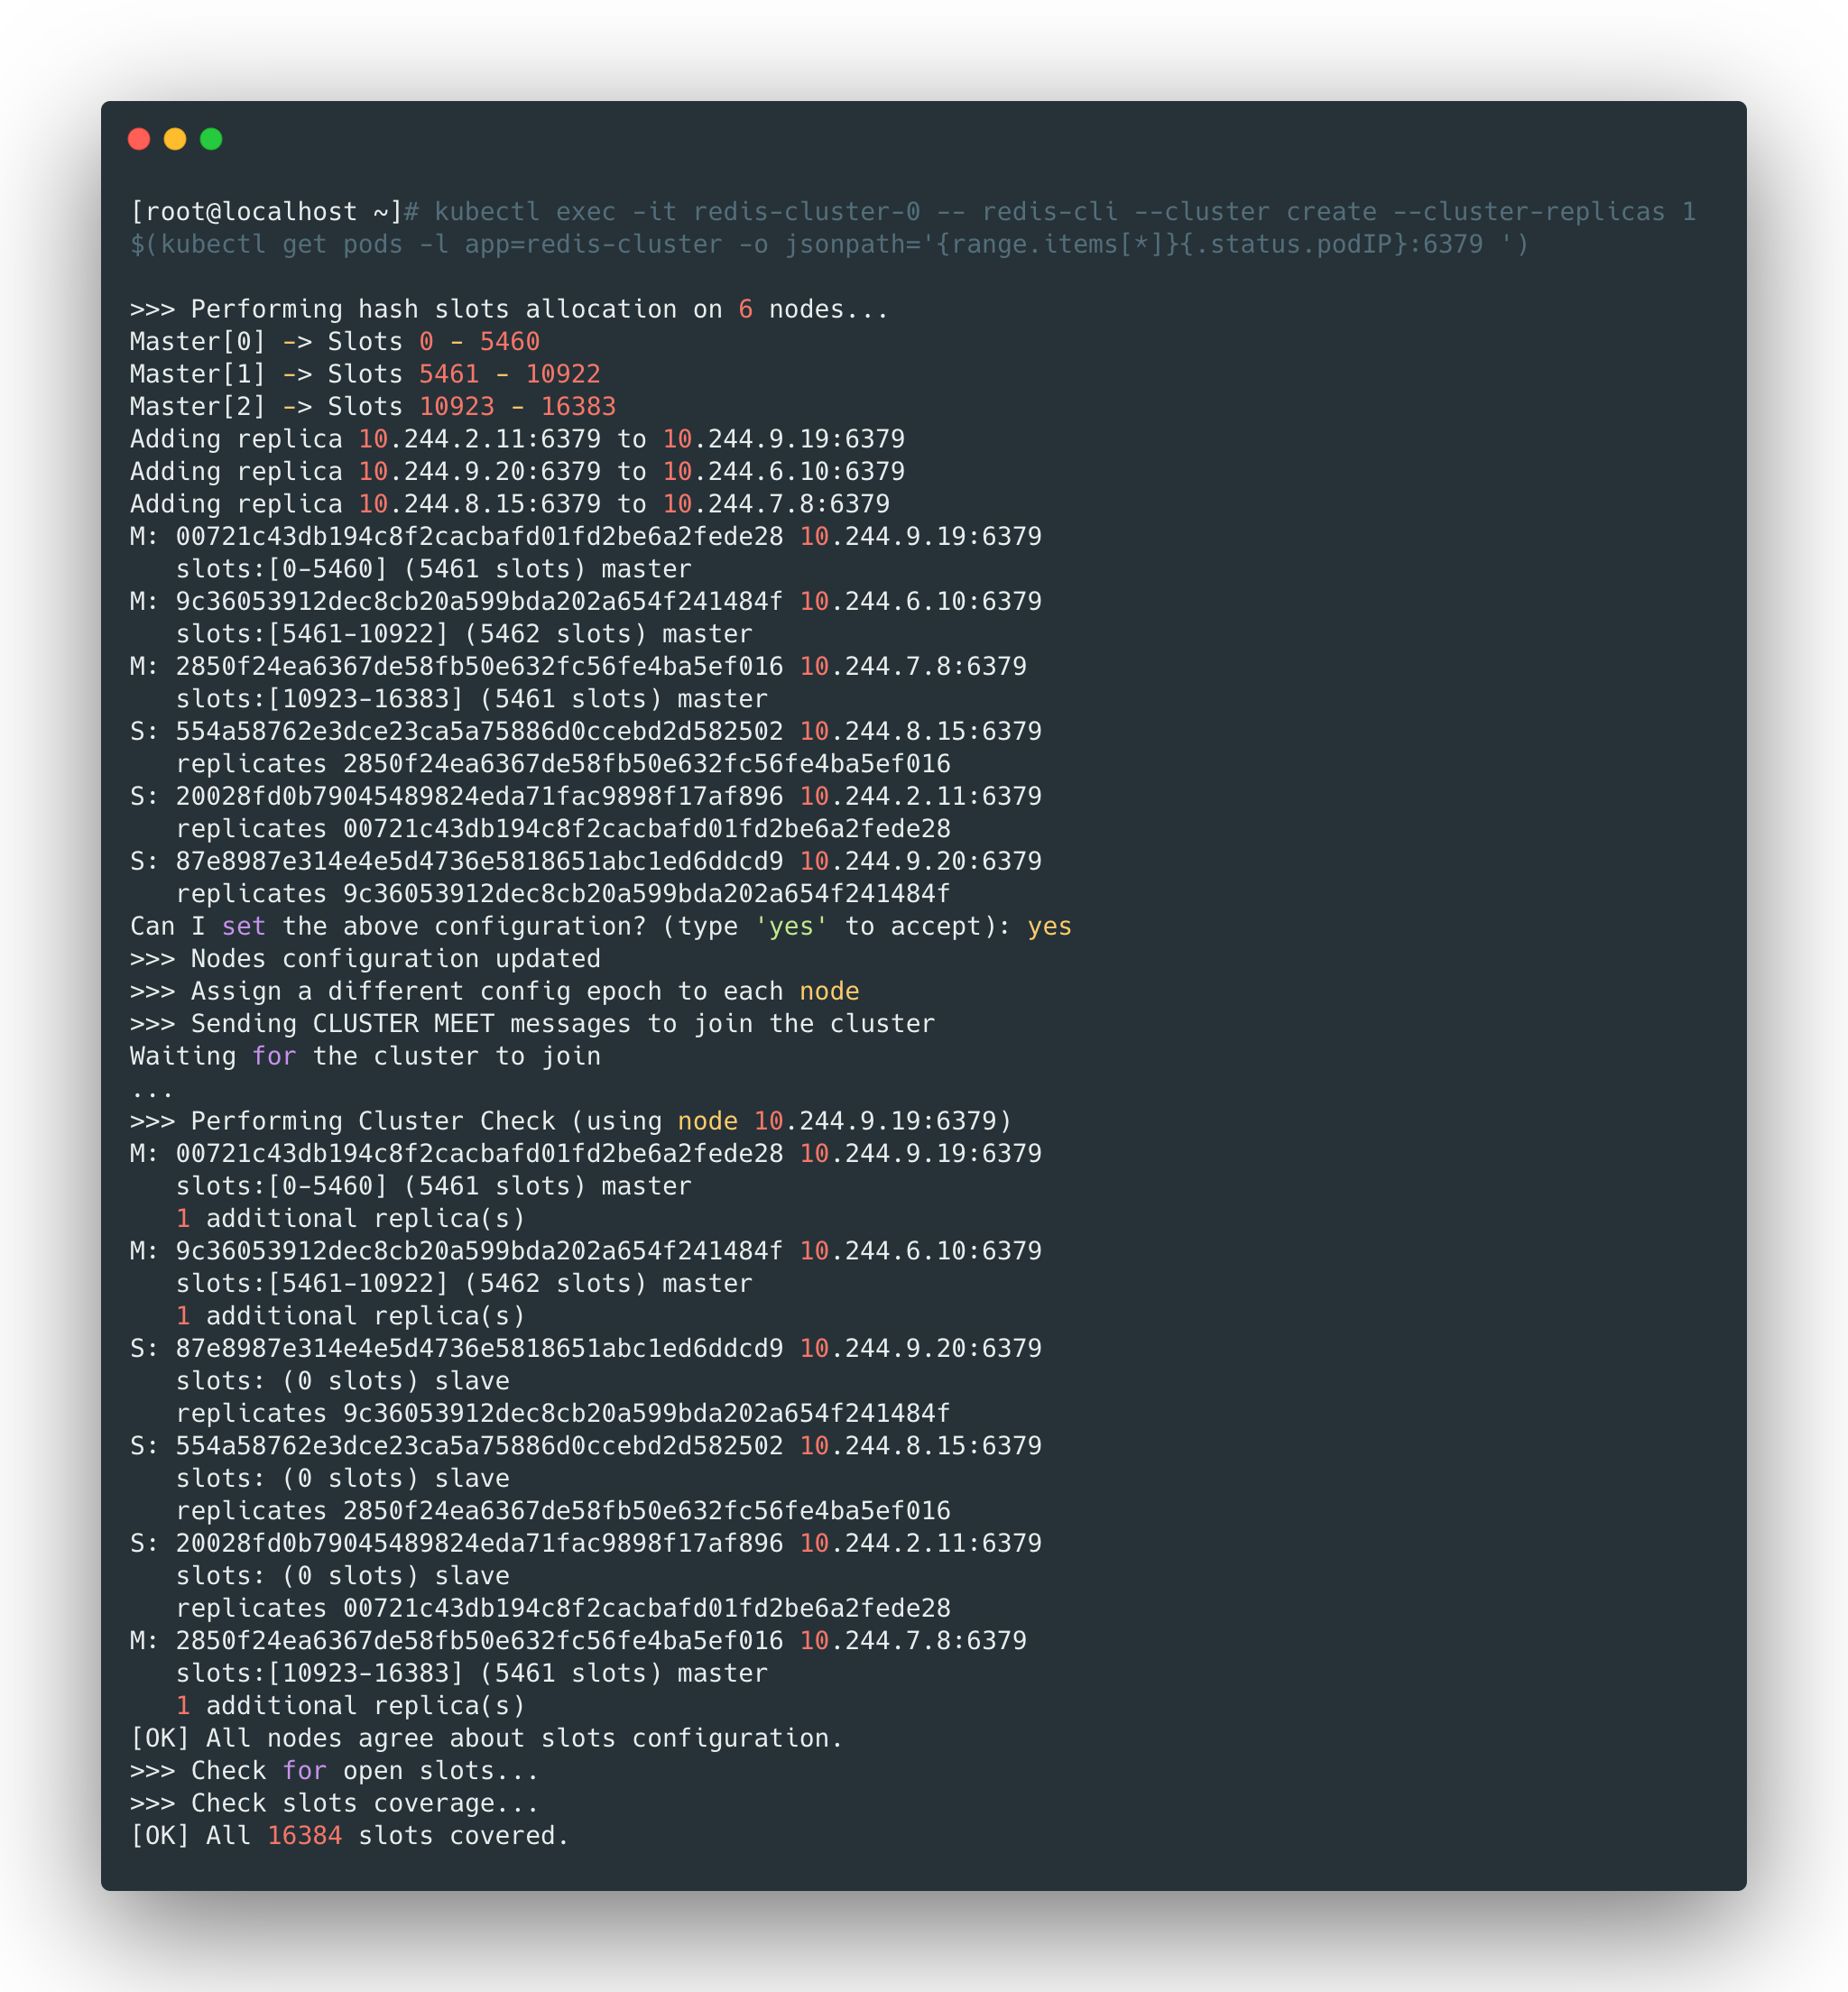 [root@localhost ~]# kubectl exec -it redis-cluster-0 -- redis-cli --cluster create --cluster-replicas 1
$(kubectl get pods -l app=redis-cluster -o jsonpath='{range.items[*]}{.status.podIP}:6379 ')
>>> Performing hash slots allocation on 6 nodes...
Master[0] -> Slots 0 - 5460
Master[1] -> Slots 5461 - 10922
Master[2] -> Slots 10923 - 16383
Adding replica 10.244.2.11:6379 to 10.244.9.19:6379
Adding replica 10.244.9.20:6379 to 10.244.6.10:6379
Adding replica 10.244.8.15:6379 to 10.244.7.8:6379
M: 00721c43db194c8f2cacbafd01fd2be6a2fede28 10.244.9.19:6379
   slots:[0-5460] (5461 slots) master
M: 9c36053912dec8cb20a599bda202a654f241484f 10.244.6.10:6379
   slots:[5461-10922] (5462 slots) master
M: 2850f24ea6367de58fb50e632fc56fe4ba5ef016 10.244.7.8:6379
   slots:[10923-16383] (5461 slots) master
S: 554a58762e3dce23ca5a75886d0ccebd2d582502 10.244.8.15:6379
   replicates 2850f24ea6367de58fb50e632fc56fe4ba5ef016
S: 20028fd0b79045489824eda71fac9898f17af896 10.244.2.11:6379
   replicates 00721c43db194c8f2cacbafd01fd2be6a2fede28
S: 87e8987e314e4e5d4736e5818651abc1ed6ddcd9 10.244.9.20:6379
   replicates 9c36053912dec8cb20a599bda202a654f241484f
Can I set the above configuration? (type 'yes' to accept): yes
>>> Nodes configuration updated
>>> Assign a different config epoch to each node
>>> Sending CLUSTER MEET messages to join the cluster
Waiting for the cluster to join
...
>>> Performing Cluster Check (using node 10.244.9.19:6379)
M: 00721c43db194c8f2cacbafd01fd2be6a2fede28 10.244.9.19:6379
   slots:[0-5460] (5461 slots) master
   1 additional replica(s)
M: 9c36053912dec8cb20a599bda202a654f241484f 10.244.6.10:6379
   slots:[5461-10922] (5462 slots) master
   1 additional replica(s)
S: 87e8987e314e4e5d4736e5818651abc1ed6ddcd9 10.244.9.20:6379
   slots: (0 slots) slave
   replicates 9c36053912dec8cb20a599bda202a654f241484f
S: 554a58762e3dce23ca5a75886d0ccebd2d582502 10.244.8.15:6379
   slots: (0 slots) slave
   replicates 2850f24ea6367de58fb50e632fc56fe4ba5ef016
S: 20028fd0b79045489824eda71fac9898f17af896 10.244.2.11:6379
   slots: (0 slots) slave
   replicates 00721c43db194c8f2cacbafd01fd2be6a2fede28
M: 2850f24ea6367de58fb50e632fc56fe4ba5ef016 10.244.7.8:6379
   slots:[10923-16383] (5461 slots) master
   1 additional replica(s)
[OK] All nodes agree about slots configuration.
>>> Check for open slots...
>>> Check slots coverage...
[OK] All 16384 slots covered.